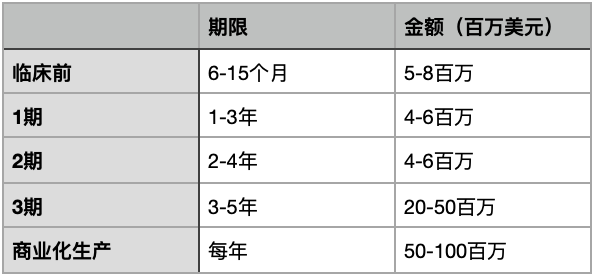 期限 金额（百万美元）
临床前 6-15个月 5-8百万
1期 1-3年 4-6百万
2期 2-4年 4-6百万
3期 3-5年 20-50百万
商业化生产 每年 50-100百万